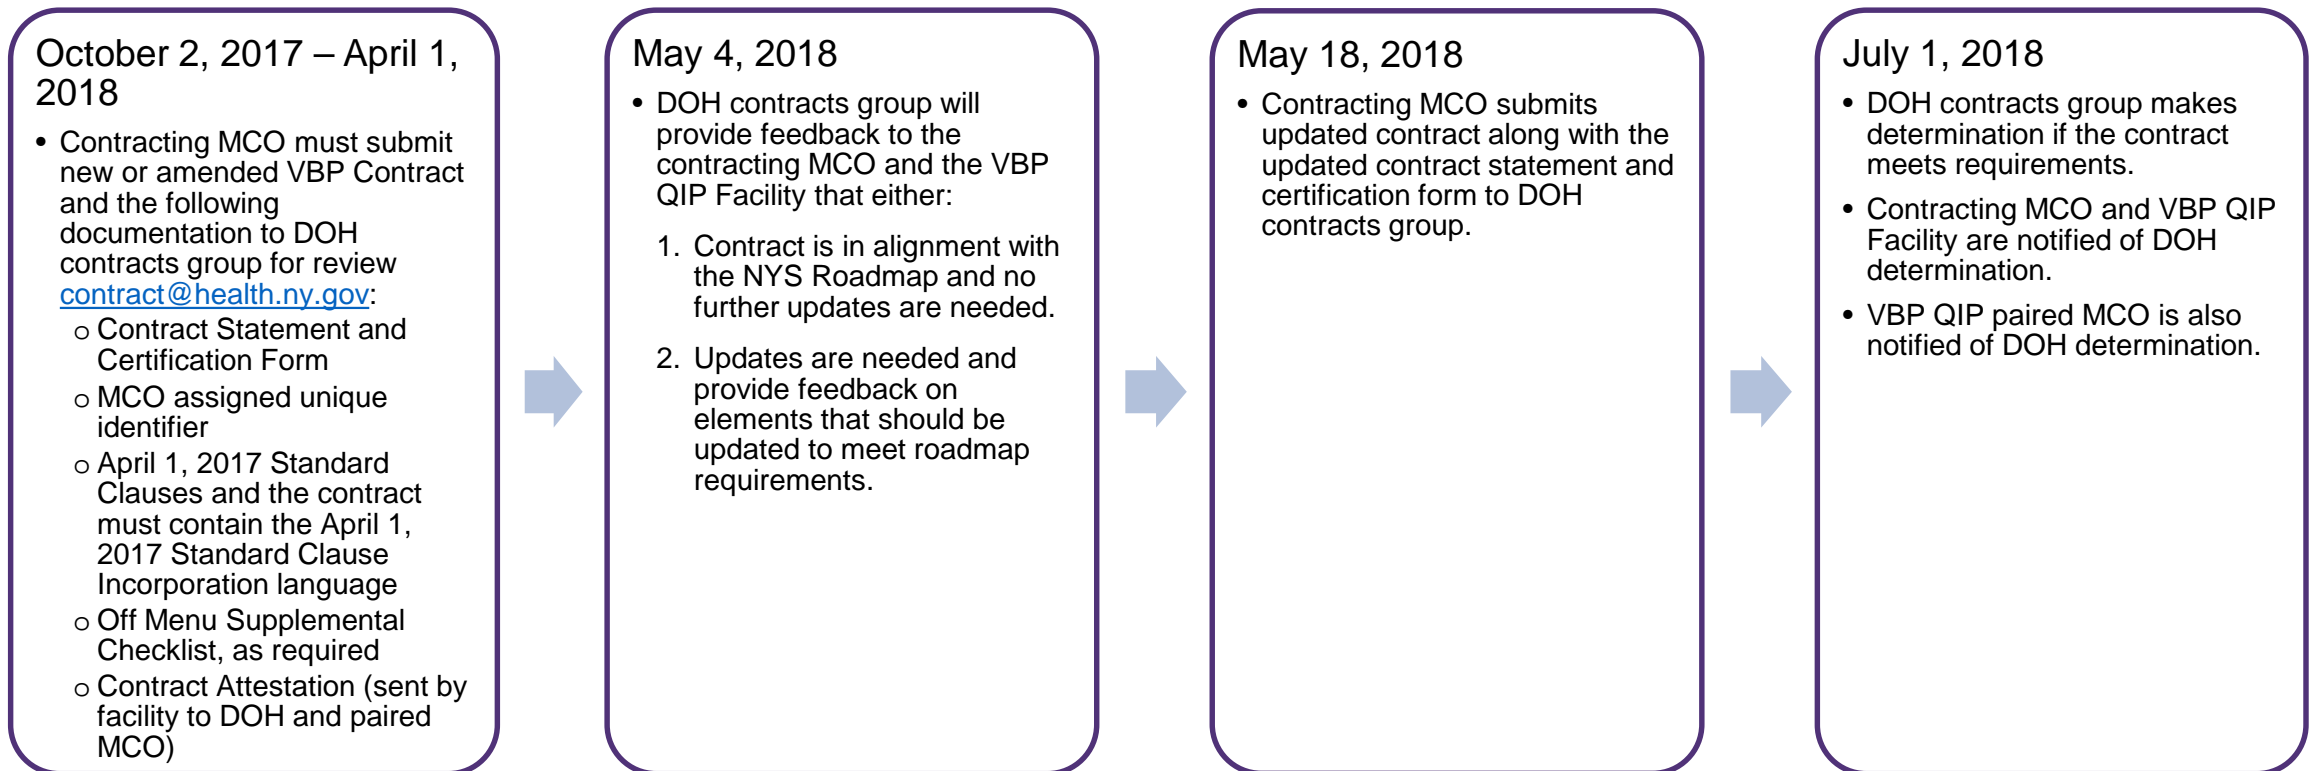 October 2, 2017 – April 1,
2018
• Contracting MCO must submit
new or amended VBP Contract
and the following
documentation to DOH
contracts group for review
contract@health.ny.gov:
o Contract Statement and
Certification Form
o MCO assigned unique
identifier
o April 1, 2017 Standard
Clauses and the contract
must contain the April 1,
2017 Standard Clause
Incorporation language
o Off Menu Supplemental
Checklist, as required
o Contract Attestation (sent by
facility to DOH and paired
MCO)
May 4, 2018
• DOH contracts group will
provide feedback to the
contracting MCO and the VBP
QIP Facility that either:
1. Contract is in alignment with
the NYS Roadmap and no
further updates are needed.
2. Updates are needed and
provide feedback on
elements that should be
updated to meet roadmap
requirements.
May 18, 2018
• Contracting MCO submits
updated contract along with the
updated contract statement and
certification form to DOH
contracts group.
July 1, 2018
• DOH contracts group makes
determination if the contract
meets requirements.
• Contracting MCO and VBP QIP
Facility are notified of DOH
determination.
• VBP QIP paired MCO is also
notified of DOH determination.